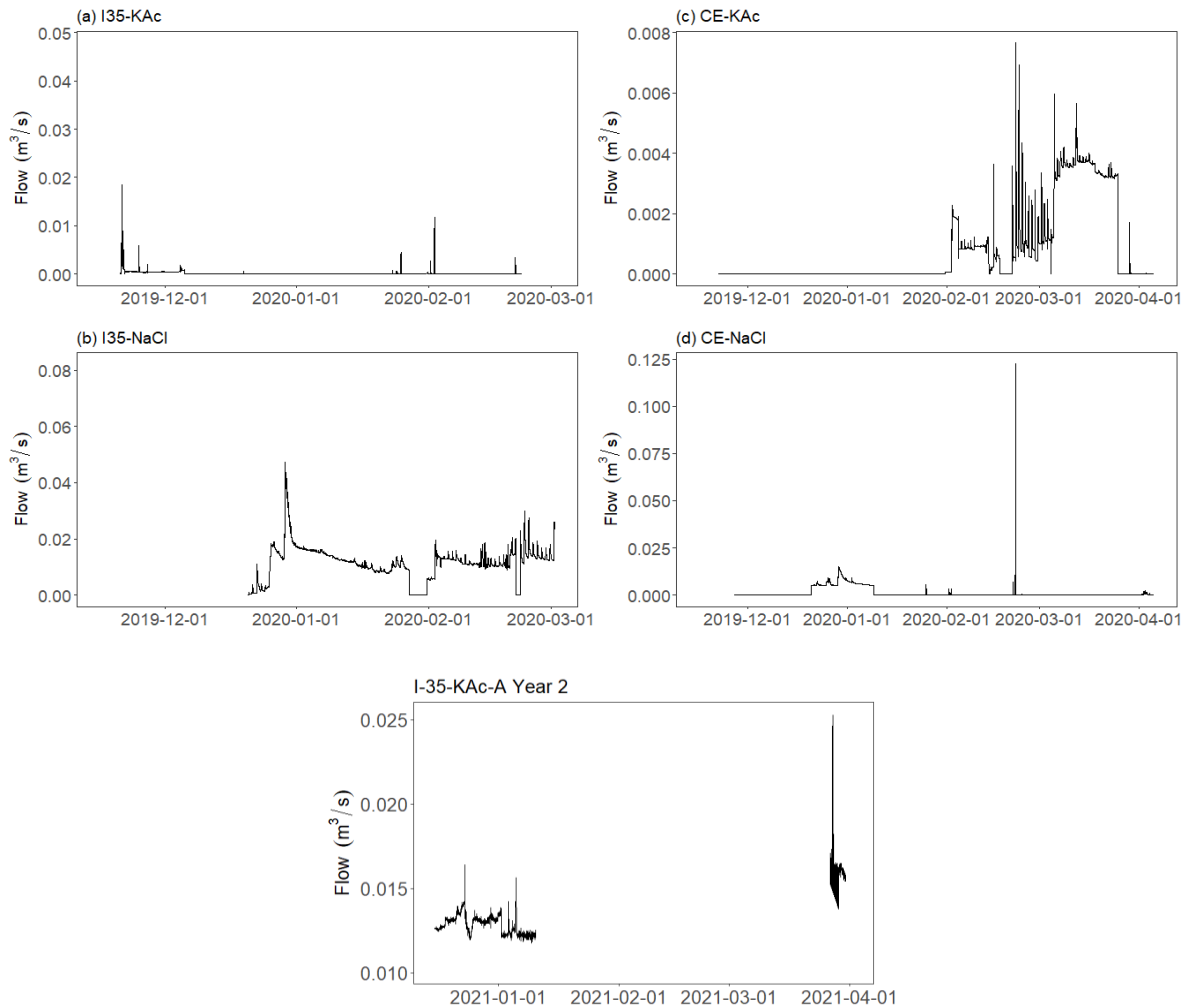 (a) I35-KAc
0.05
0.04
0.03
0.02
0.01
0.00
Flow (m³/s)
2019-12-01 2020-01-01 2020-02-01 2020-03-01
(c) CE-KAc
0.008
0.006
0.004
0.002
0.000
Flow (m³/s)
2019-12-01 2020-01-01 2020-02-01 2020-03-01 2020-04-01
(b) I35-NaCl
0.08
0.06
0.04
0.02
0.00
Flow (m³/s)
2019-12-01 2020-01-01 2020-02-01 2020-03-01
(d) CE-NaCl
0.125
0.100
0.075
0.050
0.025
0.000
Flow (m³/s)
2019-12-01 2020-01-01 2020-02-01 2020-03-01 2020-04-01
I-35-KAc-A Year 2
0.025
0.020
0.015
0.010
Flow (m³/s)
2021-01-01 2021-02-01 2021-03-01 2021-04-01